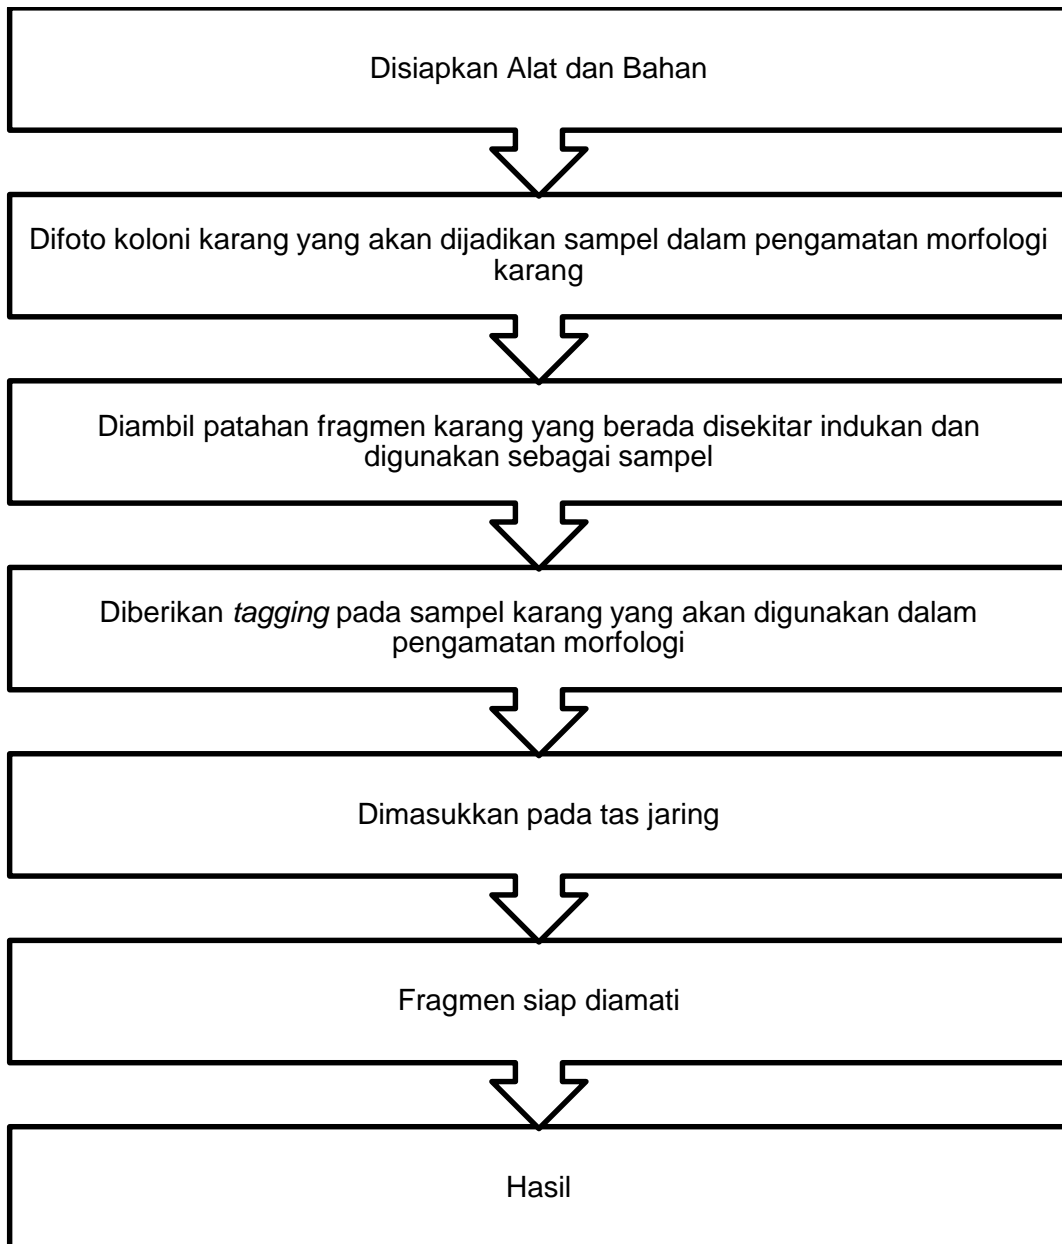 Disiapkan Alat dan Bahan
Difoto koloni karang yang akan dijadikan sampel dalam pengamatan morfologi
karang
Diambil patahan fragmen karang yang berada disekitar indukan dan
digunakan sebagai sampel
Diberikan tagging pada sampel karang yang akan digunakan dalam
pengamatan morfologi
Dimasukkan pada tas jaring
Fragmen siap diamati
Hasil